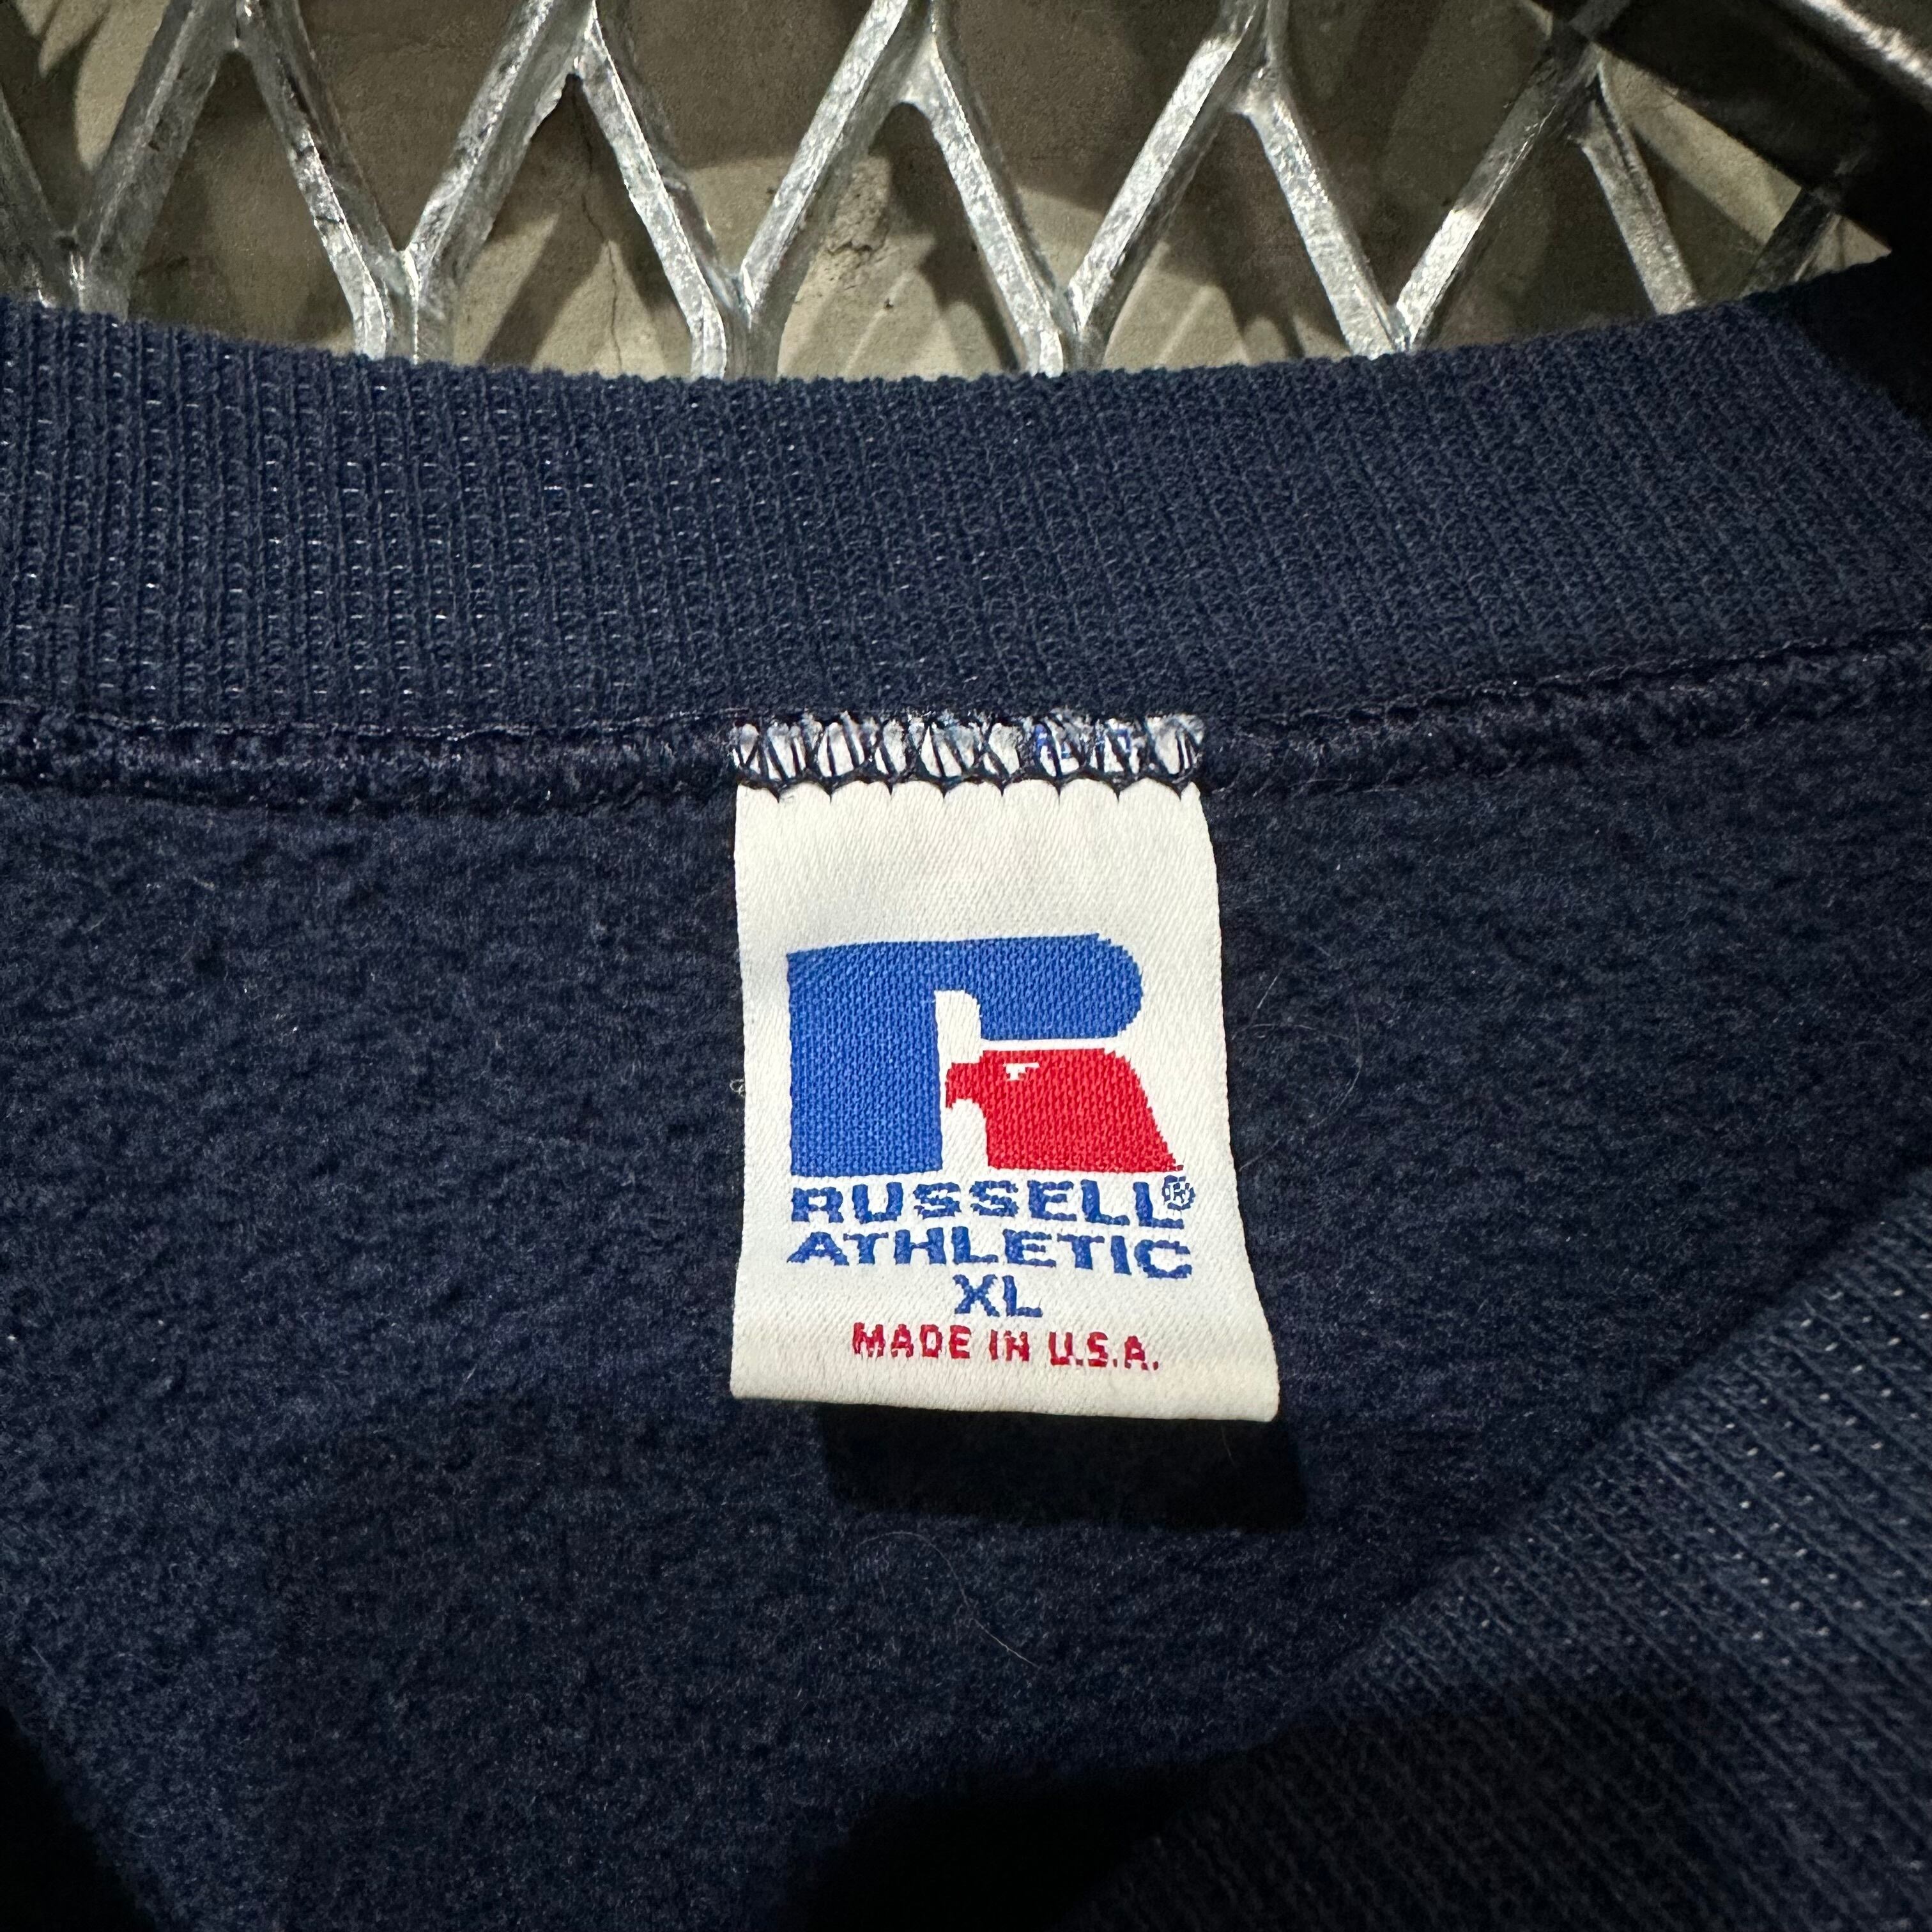 RUSSELL®
ATHLETIC
XL
MADE IN U.S.A.